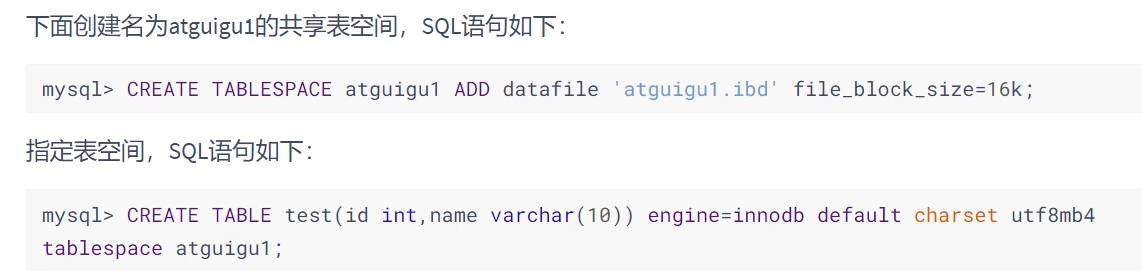 下面创建名为atguigu1的共享表空间，SQL语句如下：
mysql> CREATE TABLESPACE atguigu1 ADD datafile 'atguigu1.ibd' file_block_size=16k;
指定表空间，SQL语句如下：
mysql> CREATE TABLE test(id int,name varchar(10)) engine=innodb default charset utf8mb4
tablespace atguigu1;